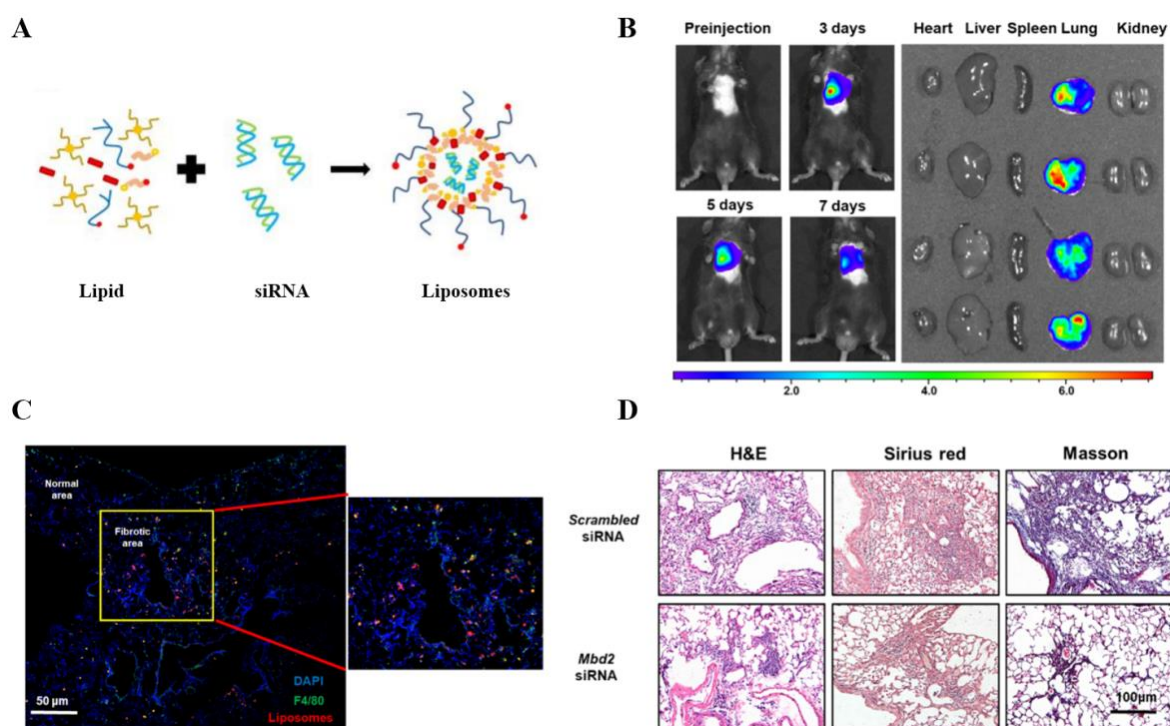 A
Lipid
siRNA
Liposomes
B
Preinjection
3 days
5 days
7 days
Heart Liver Spleen Lung Kidney
2.0 4.0 6.0
C
Normal
area
Fibrotic
area
DAPI
F4/80
Liposomes
50 µm
D
H&E Sirius red Masson
Scrambled
siRNA
Mbd2
siRNA
100µm